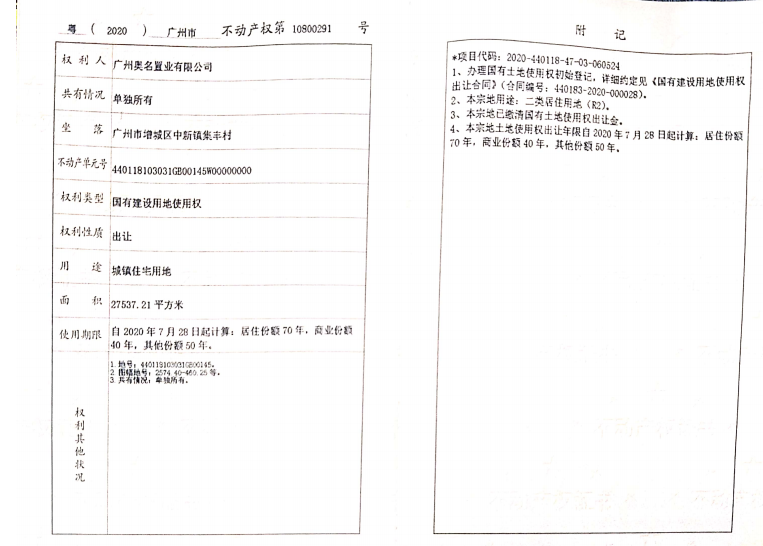 粤（2020）广州市 不动产权第10800291 号
权利人 广州奥名置业有限公司
共有情况 单独所有
坐落 广州市增城区中新镇集丰村
不动产单元号 440118103031GB00145W00000000
权利类型 国有建设用地使用权
权利性质 出让
用途 城镇住宅用地
面积 27537.21 平方米
使用期限 自 2020 年 7 月 28 日起计算：居住份额 70 年，商业份额
40 年，其他份额 50 年。
权利其他状况
1. 地号：440118103031GB00145。
2. 图幅地号：2574.40-460.25 等。
3. 共有情况：单独所有。
附 记
*项目代码：2020-440118-47-03-060524
1、办理国有土地使用权初始登记，详细约定见《国有建设用地使用权
出让合同》（合同编号：440183-2020-000028）。
2、本宗地用途：二类居住用地（R2）。
3、本宗地已缴清国有土地使用权出让金。
4、本宗地土地使用权出让年限自 2020 年 7 月 28 日起计算：居住份额
70 年，商业份额 40 年，其他份额 50 年。